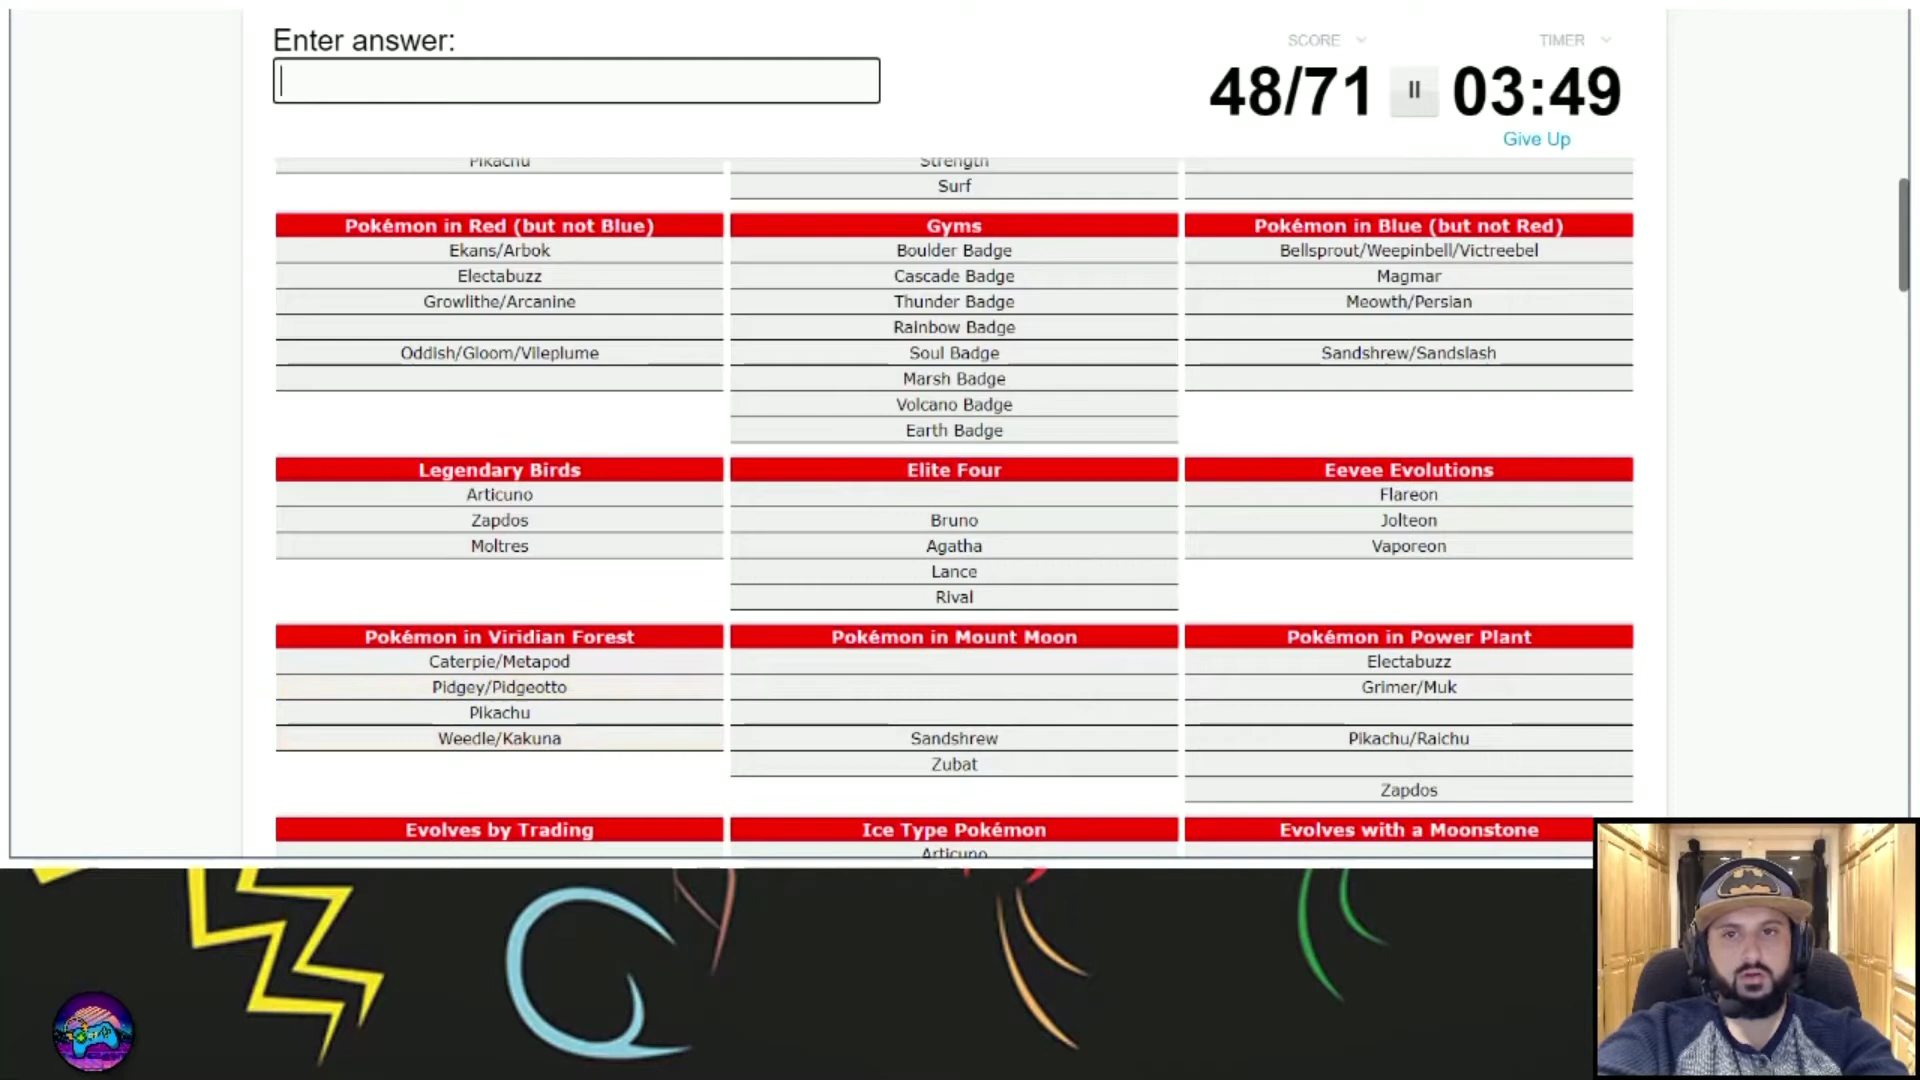 Enter answer:
SCORE
TIMER
48/71
03:49
Give Up
Pikachu
Strength
Surf
Pokémon in Red (but not Blue)
Gyms
Pokémon in Blue (but not Red)
Ekans/Arbok
Boulder Badge
Bellsprout/Weepinbell/Victreebel
Electabuzz
Cascade Badge
Magmar
Growlithe/Arcanine
Thunder Badge
Meowth/Persian
Rainbow Badge
Oddish/Gloom/Vileplume
Soul Badge
Sandshrew/Sandslash
Marsh Badge
Volcano Badge
Earth Badge
Legendary Birds
Elite Four
Eevee Evolutions
Articuno
Flareon
Zapdos
Bruno
Jolteon
Moltres
Agatha
Vaporeon
Lance
Rival
Pokémon in Viridian Forest
Pokémon in Mount Moon
Pokémon in Power Plant
Caterpie/Metapod
Electabuzz
Pidgey/Pidgeotto
Grimer/Muk
Pikachu
Weedle/Kakuna
Sandshrew
Pikachu/Raichu
Zubat
Zapdos
Evolves by Trading
Ice Type Pokémon
Evolves with a Moonstone
Articuno